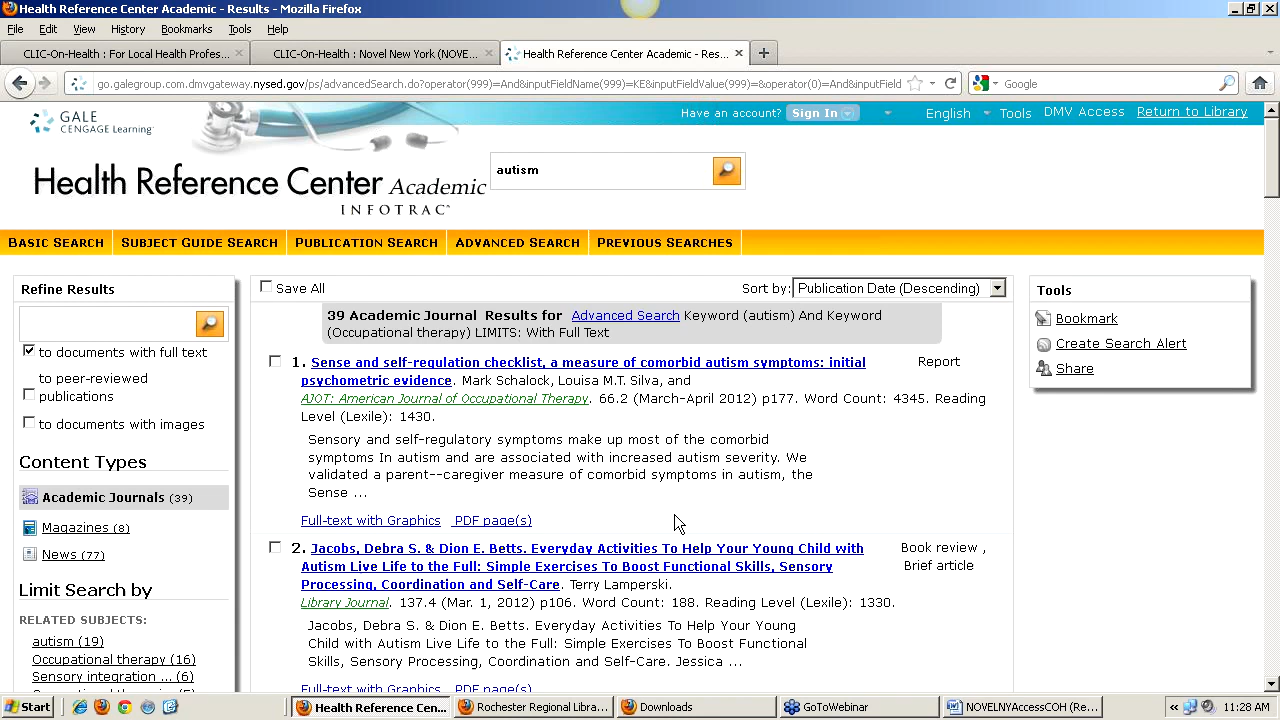 Health Reference Center Academic - Results - Mozilla Firefox
File Edit View History Bookmarks Tools Help
CLIC-On-Health : For Local Health Profes...
CLIC-On-Health : Novel New York (NOVE...
Health Reference Center Academic - Res...
go.galegroup.com.dmvgateway.nysed.gov/ps/advancedSearch.do?operator(999)=And&inputFieldName(999)=KE&inputFieldValue(999)=&operator(0)=And&inputField
Google
GALE
CENGAGE Learning
Have an account? Sign In
English Tools DMV Access Return to Library
Health Reference Center Academic
INFOTRAC
autism
BASIC SEARCH SUBJECT GUIDE SEARCH PUBLICATION SEARCH ADVANCED SEARCH PREVIOUS SEARCHES
Refine Results
to documents with full text
to peer-reviewed
publications
to documents with images
Content Types
Academic Journals (39)
Magazines (8)
News (77)
Limit Search by
RELATED SUBJECTS:
autism (19)
Occupational therapy (16)
Sensory integration ... (6)
Save All
Sort by: Publication Date (Descending)
39 Academic Journal Results for Advanced Search Keyword (autism) And Keyword
(Occupational therapy) LIMITS: With Full Text
1. Sense and self-regulation checklist, a measure of comorbid autism symptoms: initial
psychometric evidence. Mark Schalock, Louisa M.T. Silva, and
AJOT: American Journal of Occupational Therapy. 66.2 (March-April 2012) p177. Word Count: 4345. Reading
Level (Lexile): 1430.
Report
Sensory and self-regulatory symptoms make up most of the comorbid
symptoms In autism and are associated with increased autism severity. We
validated a parent--caregiver measure of comorbid symptoms in autism, the
Sense ...
Full-text with Graphics PDF page(s)
2. Jacobs, Debra S. & Dion E. Betts. Everyday Activities To Help Your Young Child with
Autism Live Life to the Full: Simple Exercises To Boost Functional Skills, Sensory
Processing, Coordination and Self-Care. Terry Lamperski.
Library Journal. 137.4 (Mar. 1, 2012) p106. Word Count: 188. Reading Level (Lexile): 1330.
Book review ,
Brief article
Jacobs, Debra S. & Dion E. Betts. Everyday Activities To Help Your Young
Child with Autism Live Life to the Full: Simple Exercises To Boost Functional
Skills, Sensory Processing, Coordination and Self-Care. Jessica ...
Full-text with Graphics PDF page(s)
Tools
Bookmark
Create Search Alert
Share
Start
Health Reference Cen...
Rochester Regional Libra...
Downloads
GoToWebinar
NOVELNYAccessCOH (Re...
11:28 AM